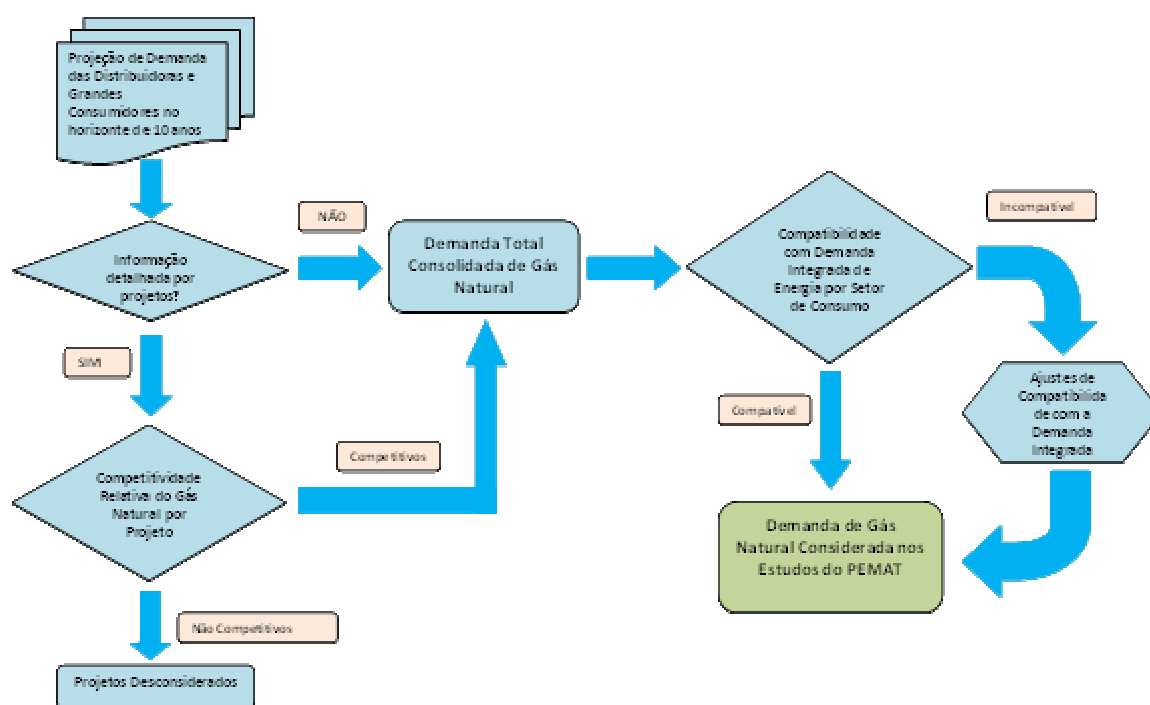 Projeção de Demanda
das Distribuidoras e
Grandes
Consumidores no
horizonte de 10 anos
Informação
detalhada por
projetos?
NÃO
SIM
Demanda Total
Consolidada de Gás
Natural
Compatibilidade
com Demanda
Integrada de
Energia por Setor
de Consumo
Incompatível
Ajustes de
Compatibilida
de com a
Demanda
Integrada
Compatível
Competitividade
Relativa do Gás
Natural por
Projeto
Competitivos
Demanda de Gás
Natural Considerada nos
Estudos do PEMAT
Não Competitivos
Projetos Desconsiderados